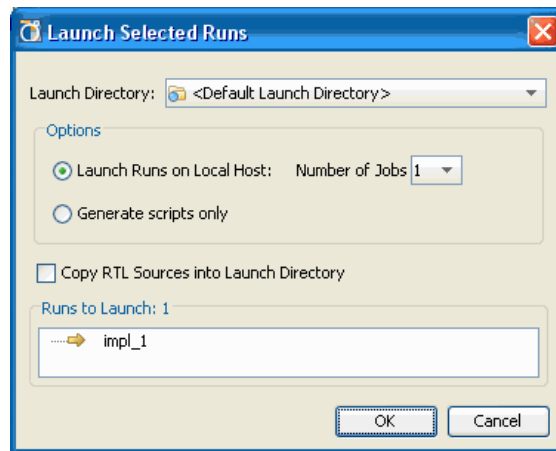 Launch Selected Runs
Launch Directory: <Default Launch Directory>
Options
Launch Runs on Local Host: Number of Jobs 1
Generate scripts only
Copy RTL Sources into Launch Directory
Runs to Launch: 1
impl_1
OK Cancel